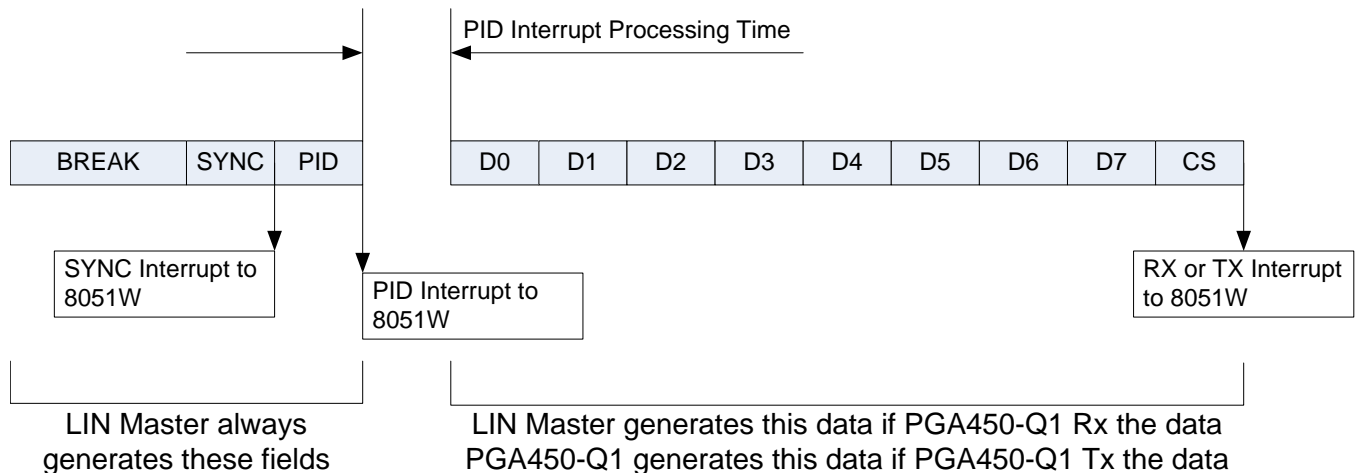 PID Interrupt Processing Time
BREAK SYNC PID D0 D1 D2 D3 D4 D5 D6 D7 CS
SYNC Interrupt to
8051W
PID Interrupt to
8051W
RX or TX Interrupt
to 8051W
LIN Master always
generates these fields
LIN Master generates this data if PGA450-Q1 Rx the data
PGA450-Q1 generates this data if PGA450-Q1 Tx the data